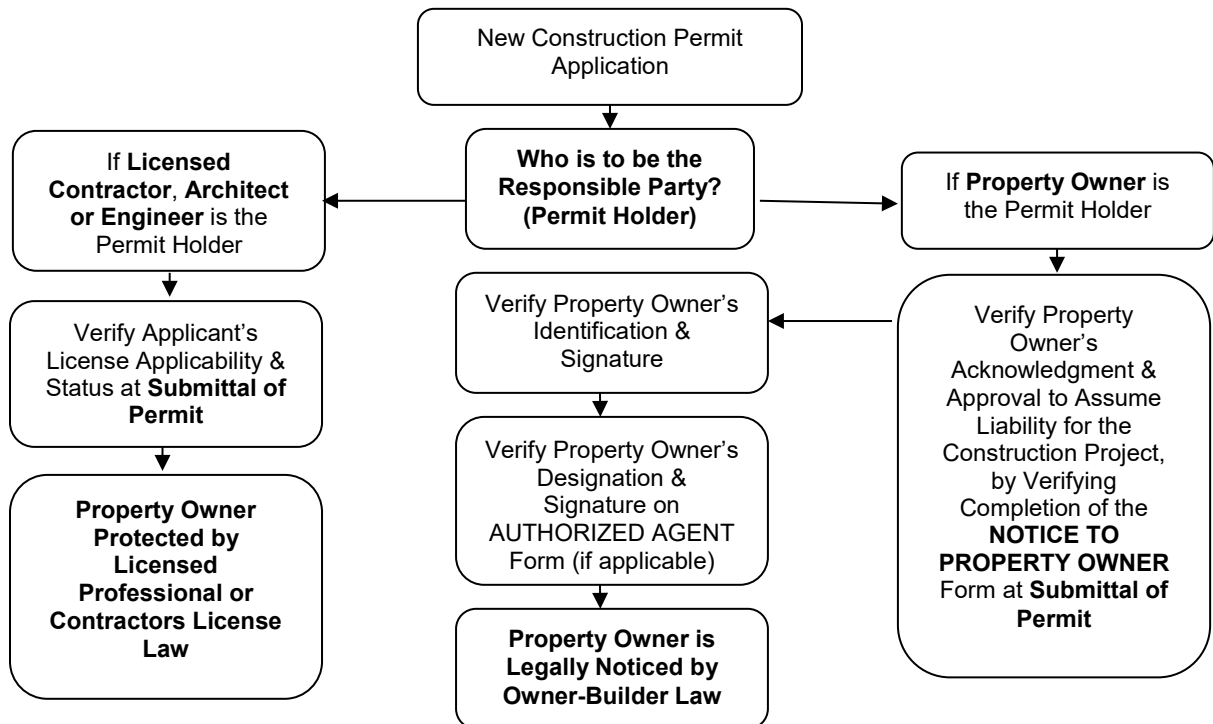 New Construction Permit
Application
If Licensed
Contractor, Architect
or Engineer is the
Permit Holder
Who is to be the
Responsible Party?
(Permit Holder)
If Property Owner is
the Permit Holder
Verify Applicant’s
License Applicability &
Status at Submittal of
Permit
Property Owner
Protected by
Licensed
Professional or
Contractors License
Law
Verify Property Owner’s
Identification &
Signature
Verify Property Owner’s
Designation &
Signature on
AUTHORIZED AGENT
Form (if applicable)
Property Owner is
Legally Noticed by
Owner-Builder Law
Verify Property
Owner’s
Acknowledgment &
Approval to Assume
Liability for the
Construction Project,
by Verifying
Completion of the
NOTICE TO
PROPERTY OWNER
Form at Submittal of
Permit